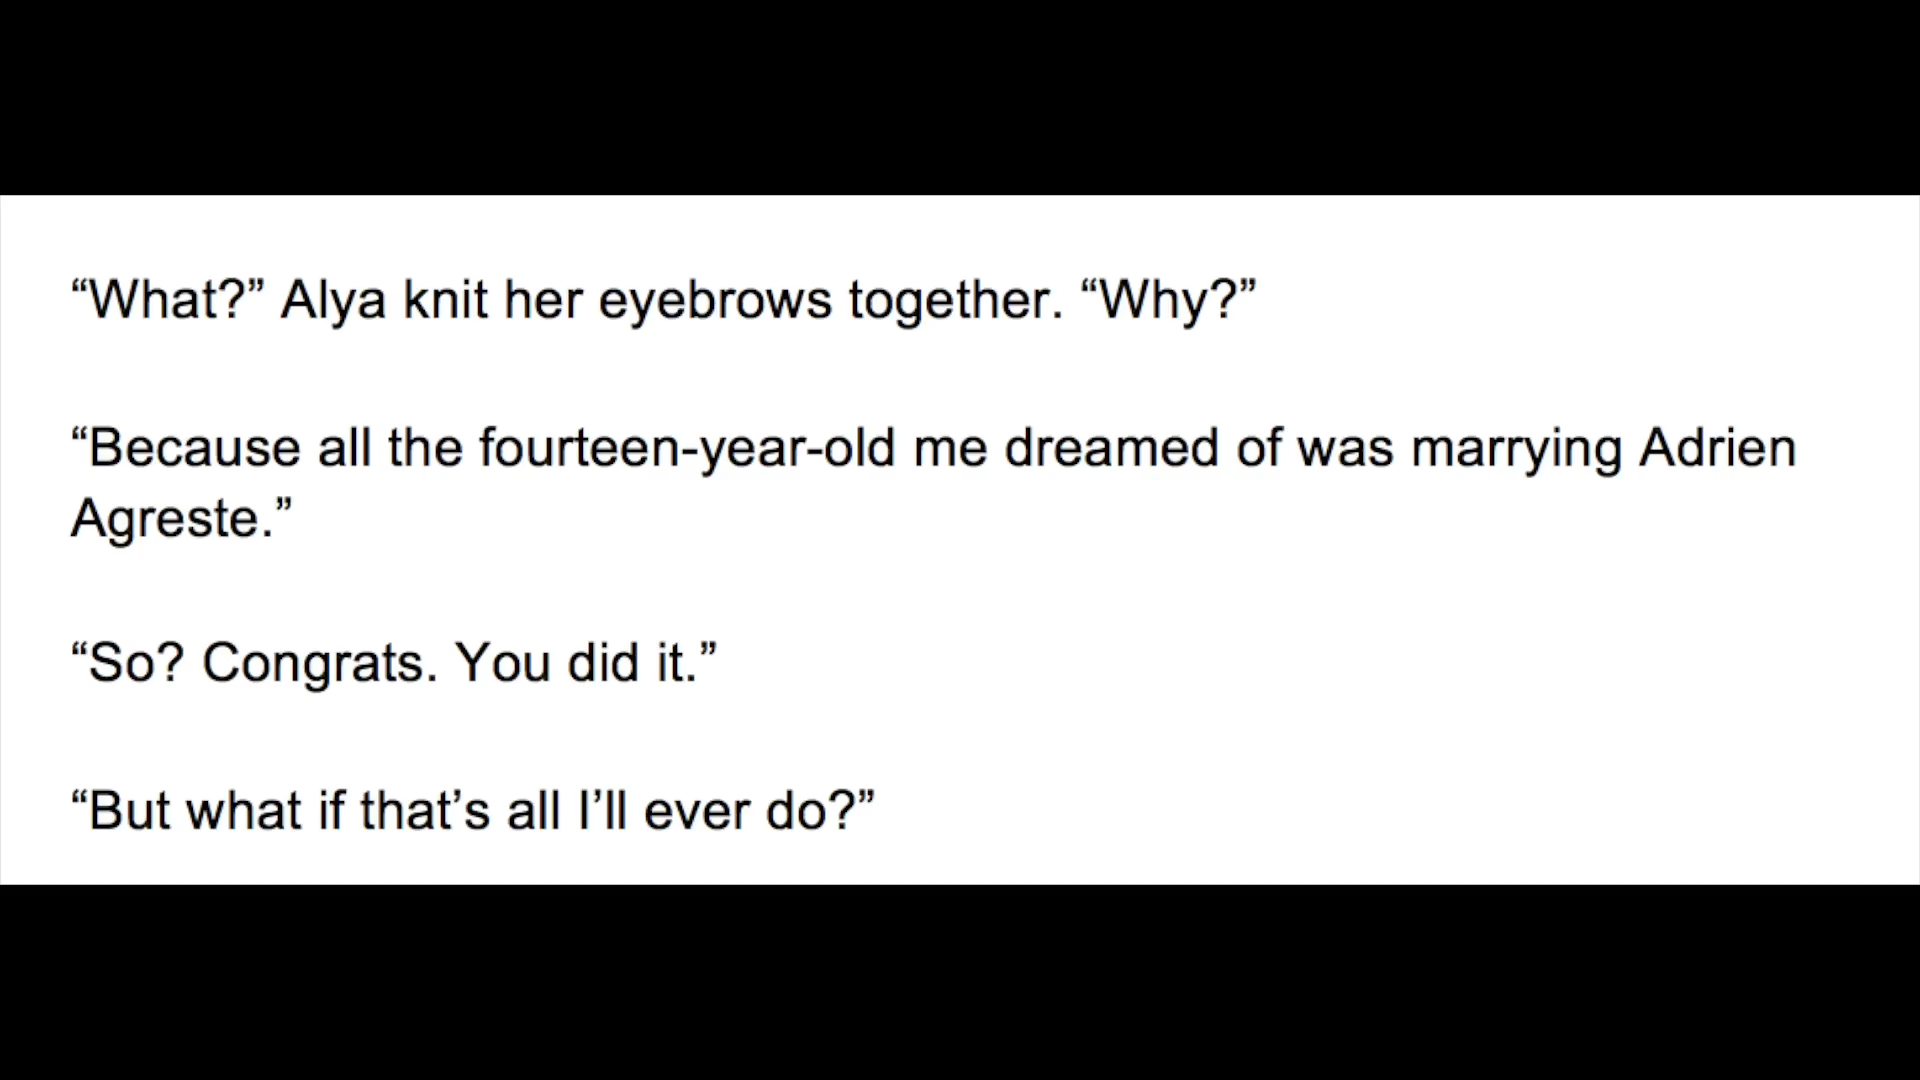 “What?” Alya knit her eyebrows together. “Why?”
“Because all the fourteen-year-old me dreamed of was marrying Adrien
Agreste.”
“So? Congrats. You did it.”
“But what if that’s all I’ll ever do?”